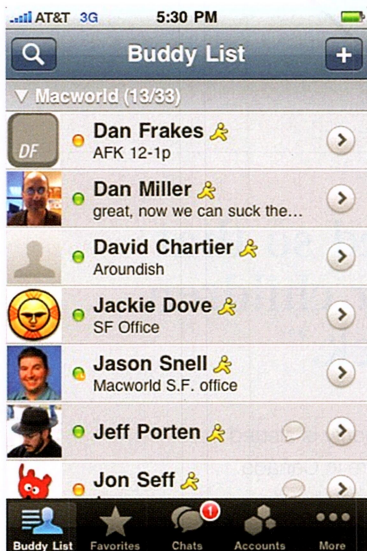 AT&T 3G 5:30 PM
Buddy List
Macworld (13/33)
DF
Dan Frakes
AFK 12-1p
Dan Miller
great, now we can suck the...
David Chartier
Aroundish
Jackie Dove
SF Office
Jason Snell
Macworld S.F. office
Jeff Porten
Jon Seff
1
Buddy List Favorites Chats Accounts More